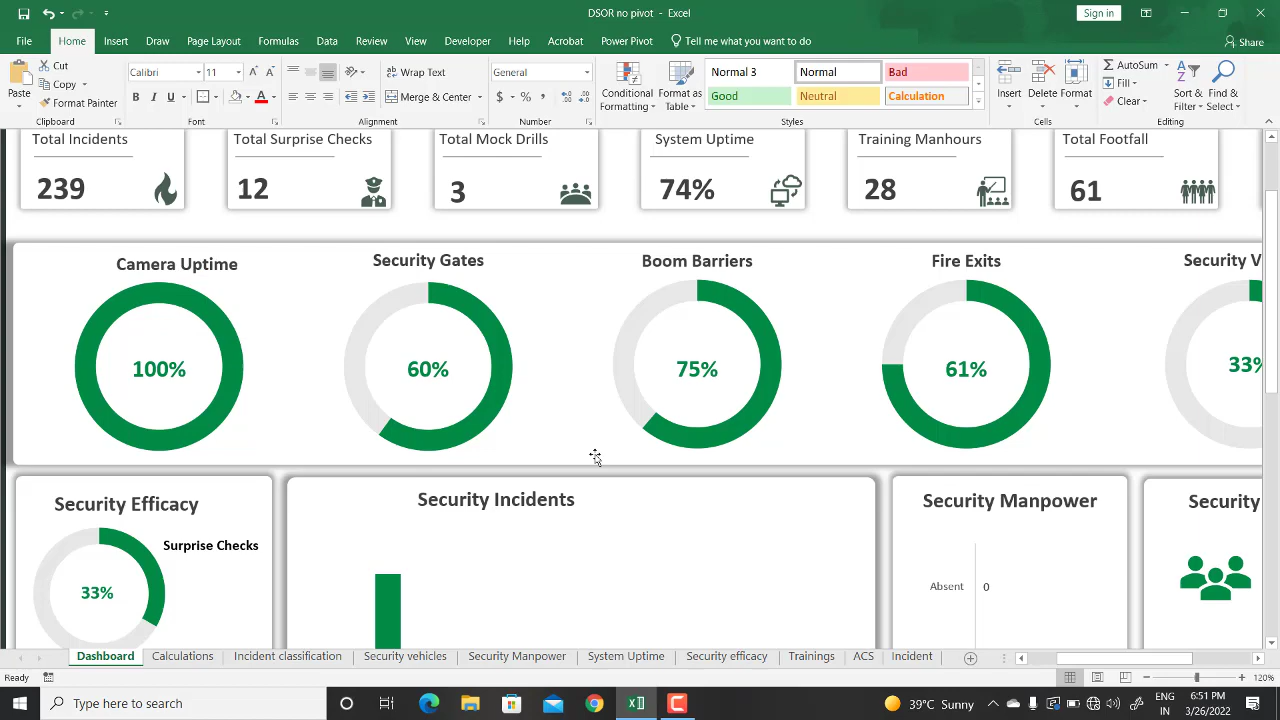 DSOR no pivot - Excel
Sign in
File Home Insert Draw Page Layout Formulas Data Review View Developer Help Acrobat Power Pivot Tell me what you want to do Share
Paste
Cut
Copy
Format Painter
Clipboard
Calibri 11
B I U
Font
Wrap Text
Merge & Center
Alignment
General
$ % ,
Number
Conditional Formatting
Format as Table
Normal 3 Normal Bad
Good Neutral Calculation
Styles
Insert Delete Format
Cells
AutoSum
Fill
Clear
Sort & Filter
Find & Select
Editing
Total Incidents
239
Total Surprise Checks
12
Total Mock Drills
3
System Uptime
74%
Training Manhours
28
Total Footfall
61
Camera Uptime
100%
Security Gates
60%
Boom Barriers
75%
Fire Exits
61%
Security V
33%
Security Efficacy
Surprise Checks
33%
Security Incidents
Security Manpower
Absent 0
Security
Dashboard Calculations Incident classification Security vehicles Security Manpower System Uptime Security efficacy Trainings ACS Incident
Ready
120%
Type here to search
39°C Sunny
ENG
IN
6:51 PM
3/26/2022